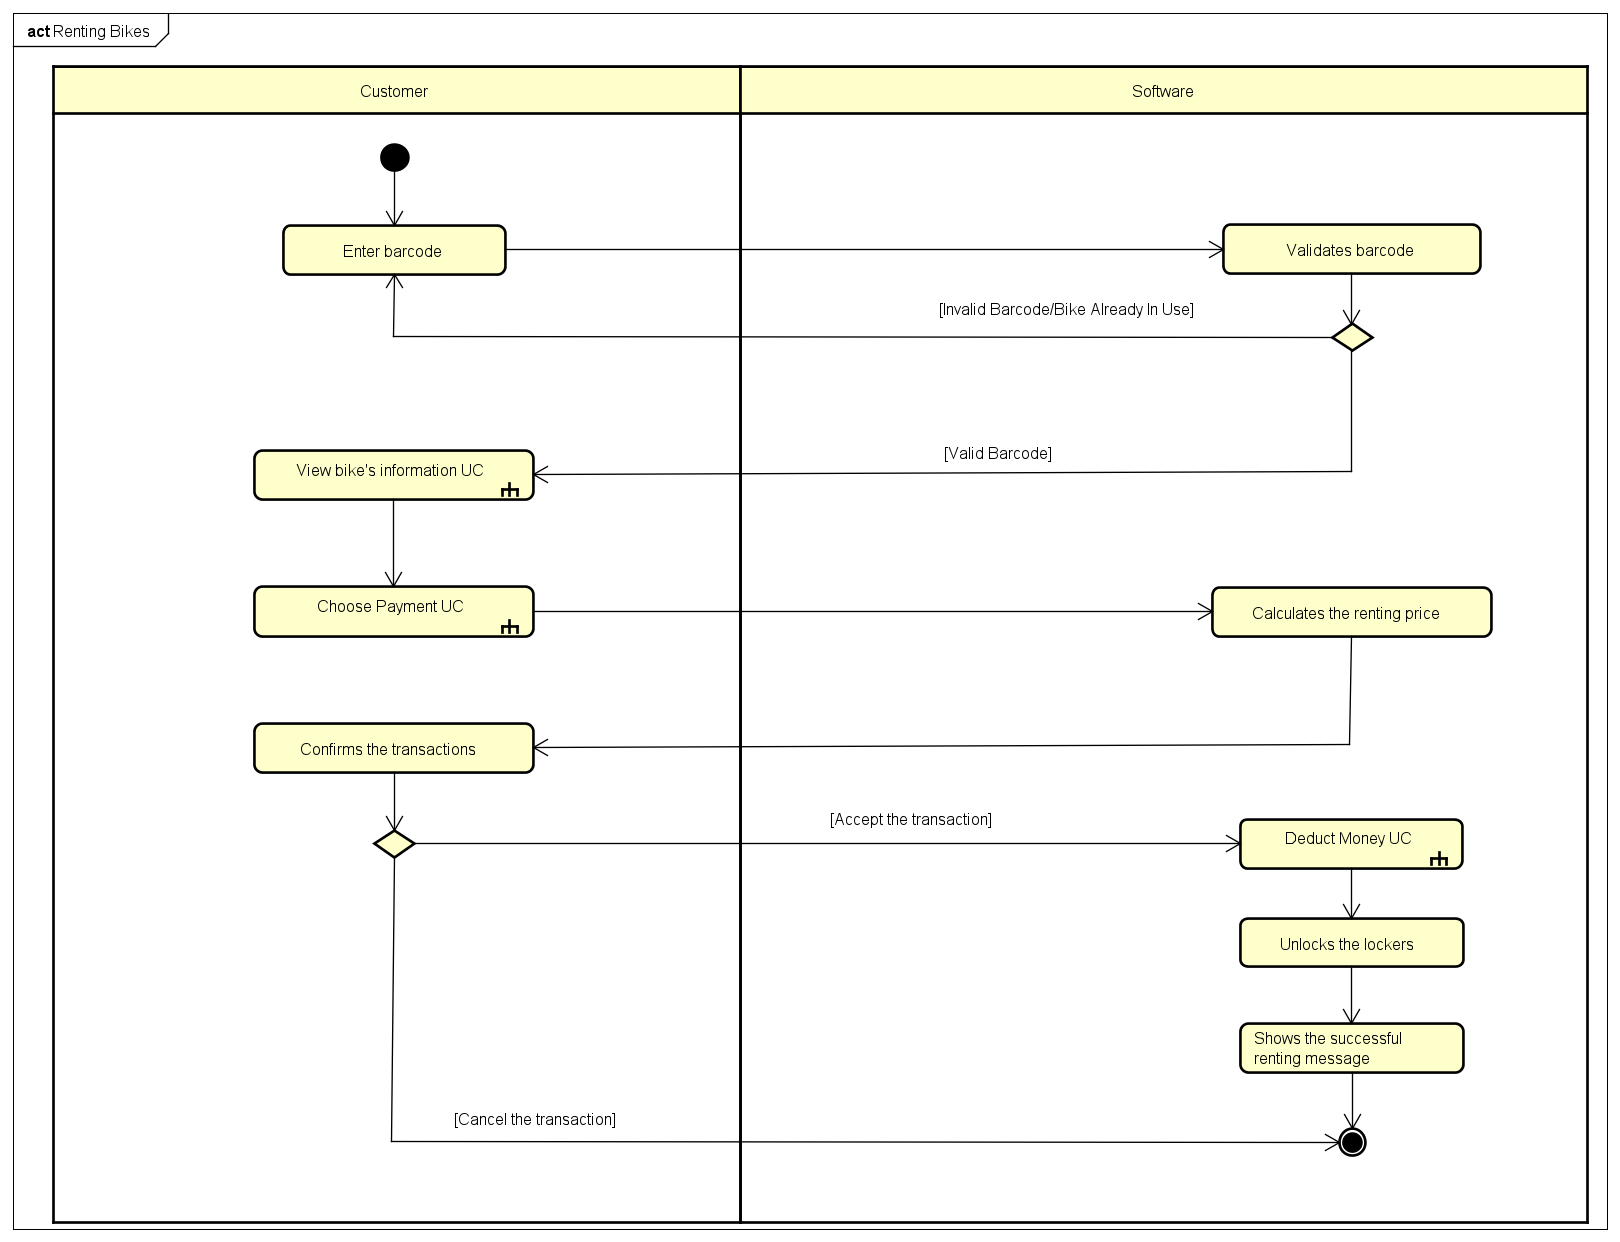 act Renting Bikes
Customer
Software
Enter barcode
Validates barcode
[Invalid Barcode/Bike Already In Use]
[Valid Barcode]
View bike's information UC
Choose Payment UC
Calculates the renting price
Confirms the transactions
[Accept the transaction]
Deduct Money UC
Unlocks the lockers
Shows the successful
renting message
[Cancel the transaction]